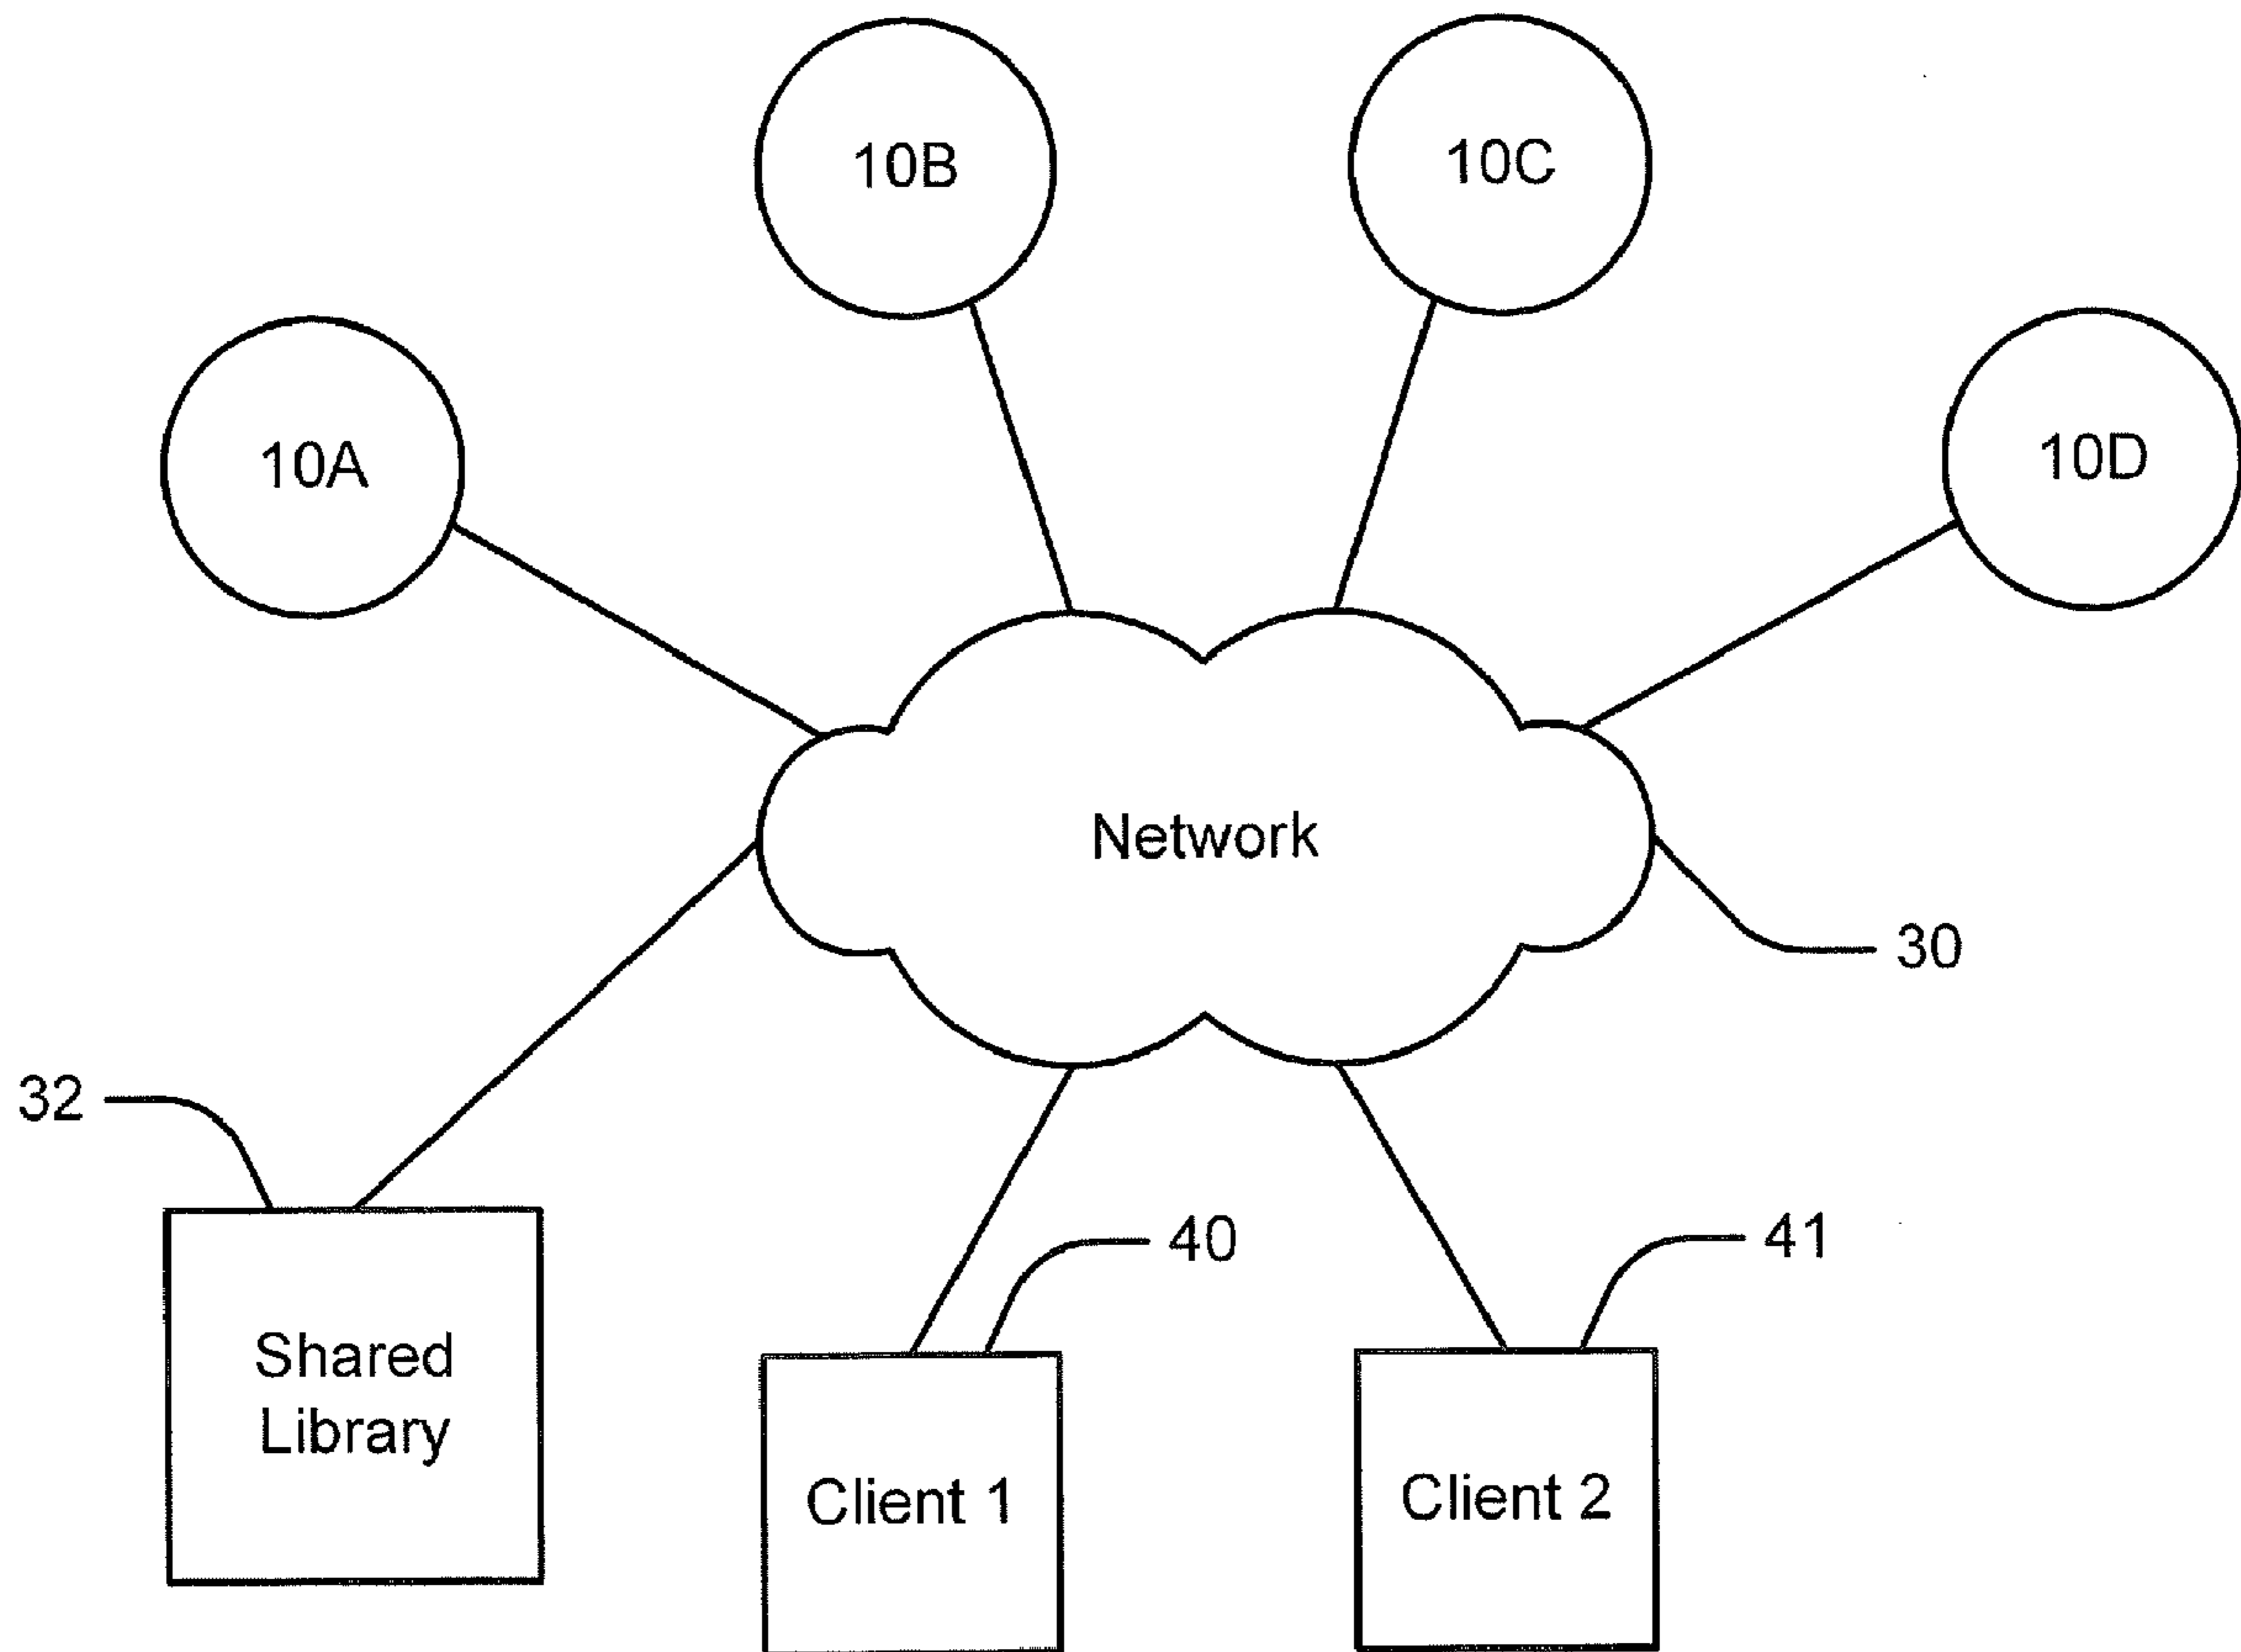 10B
10C
10A
10D
Network
30
32
40
41
Shared
Library
Client 1
Client 2